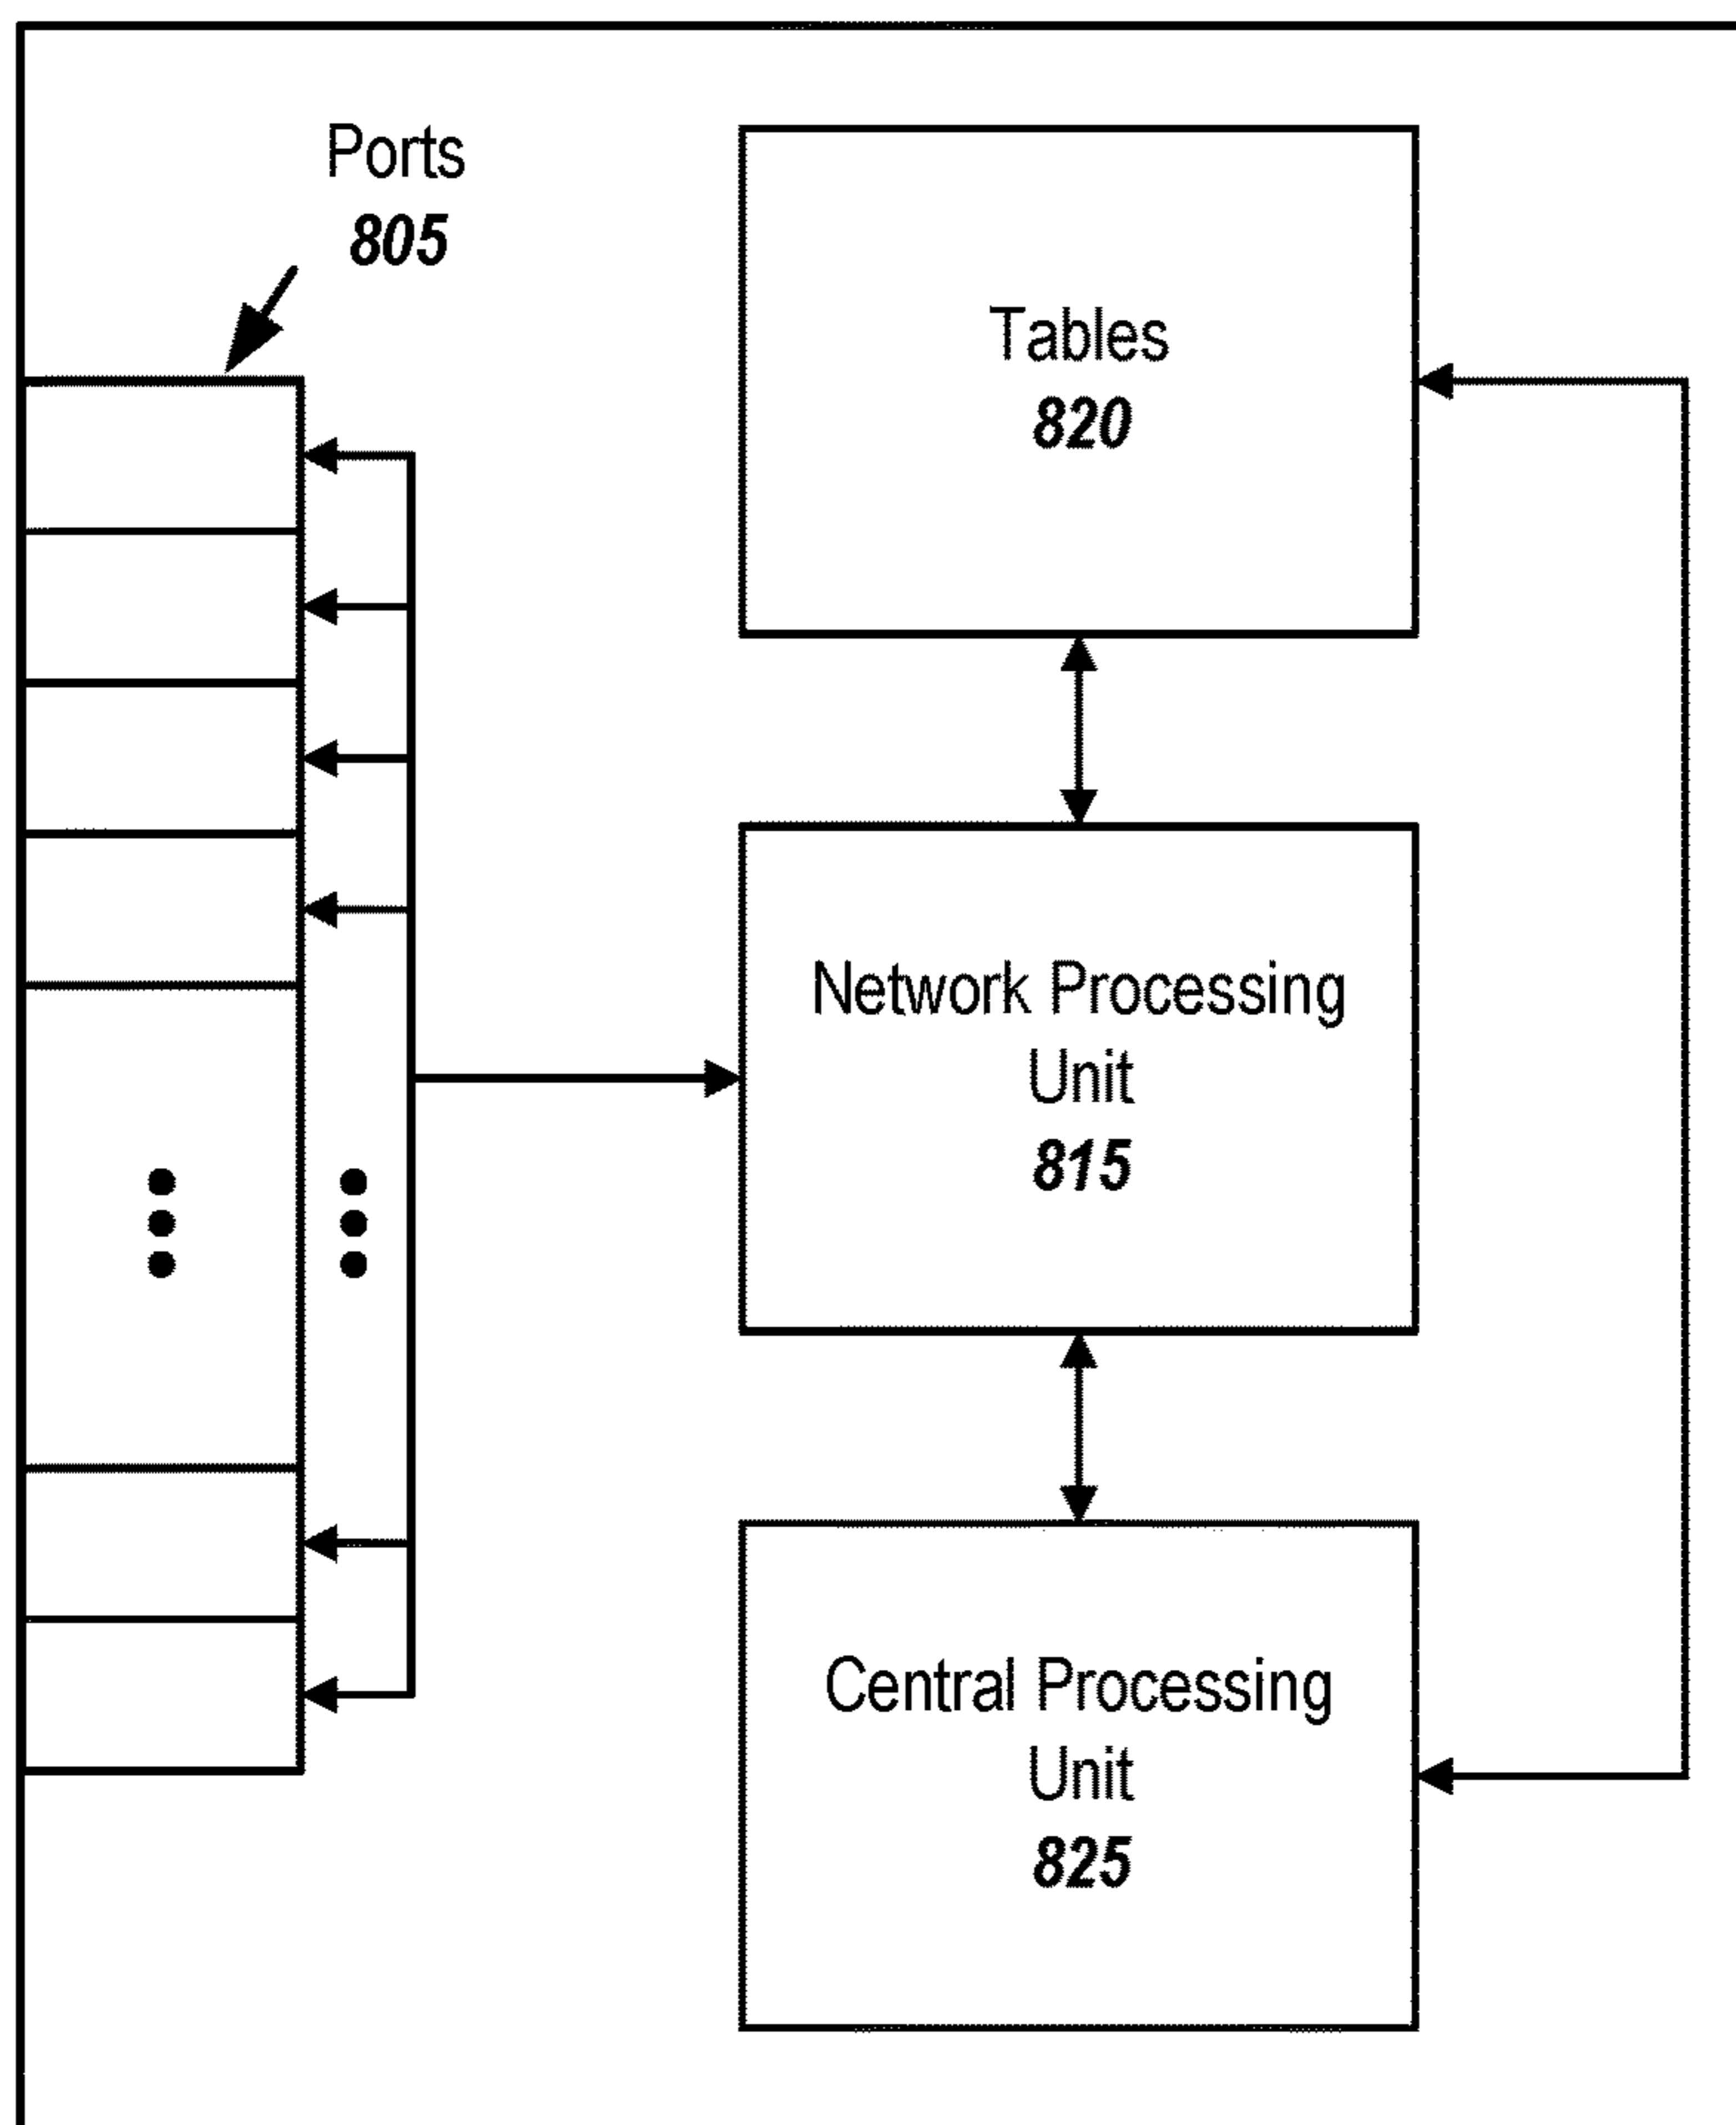 Ports
805
Tables
820
Network Processing
Unit
815
Central Processing
Unit
825